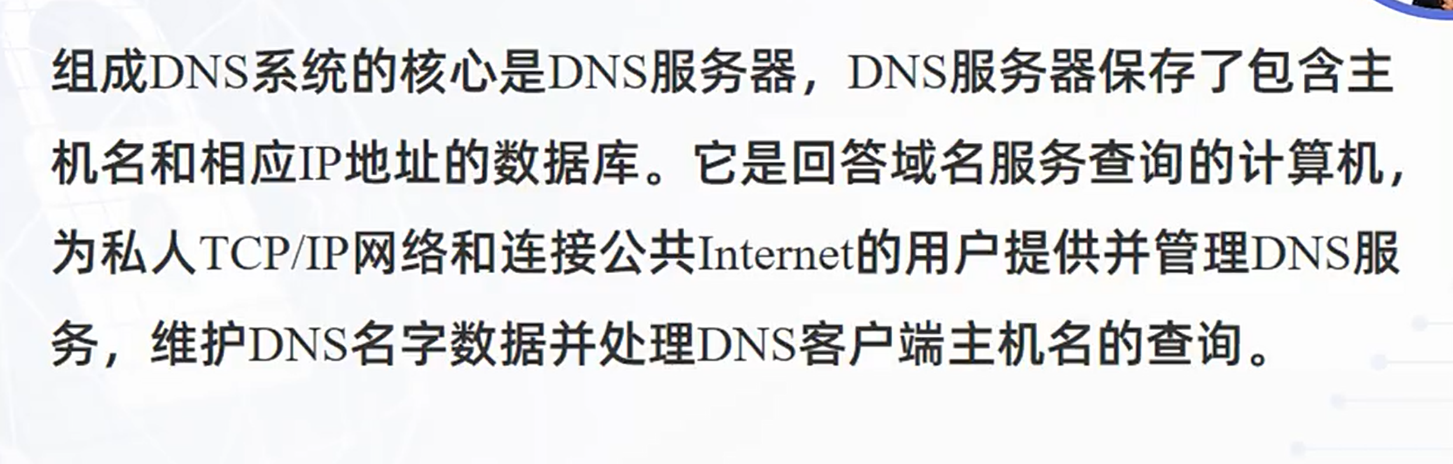 组成DNS系统的核心是DNS服务器，DNS服务器保存了包含主
机名和相应IP地址的数据库。它是回答域名服务查询的计算机，
为私人TCP/IP网络和连接公共Internet的用户提供并管理DNS服
务，维护DNS名字数据并处理DNS客户端主机名的查询。